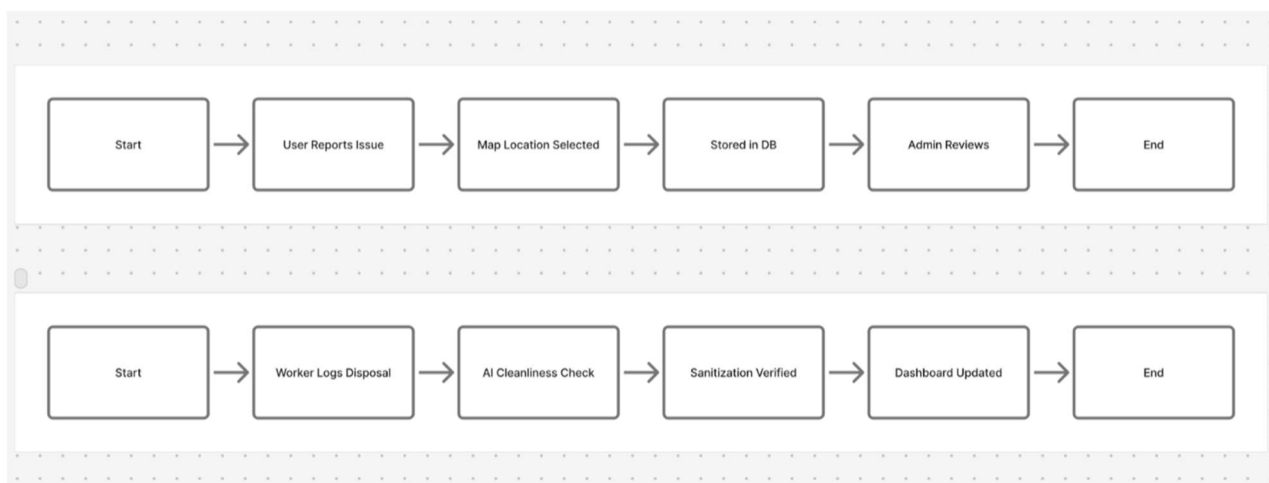 Start
User Reports Issue
Map Location Selected
Stored in DB
Admin Reviews
End
Start
Worker Logs Disposal
AI Cleanliness Check
Sanitization Verified
Dashboard Updated
End